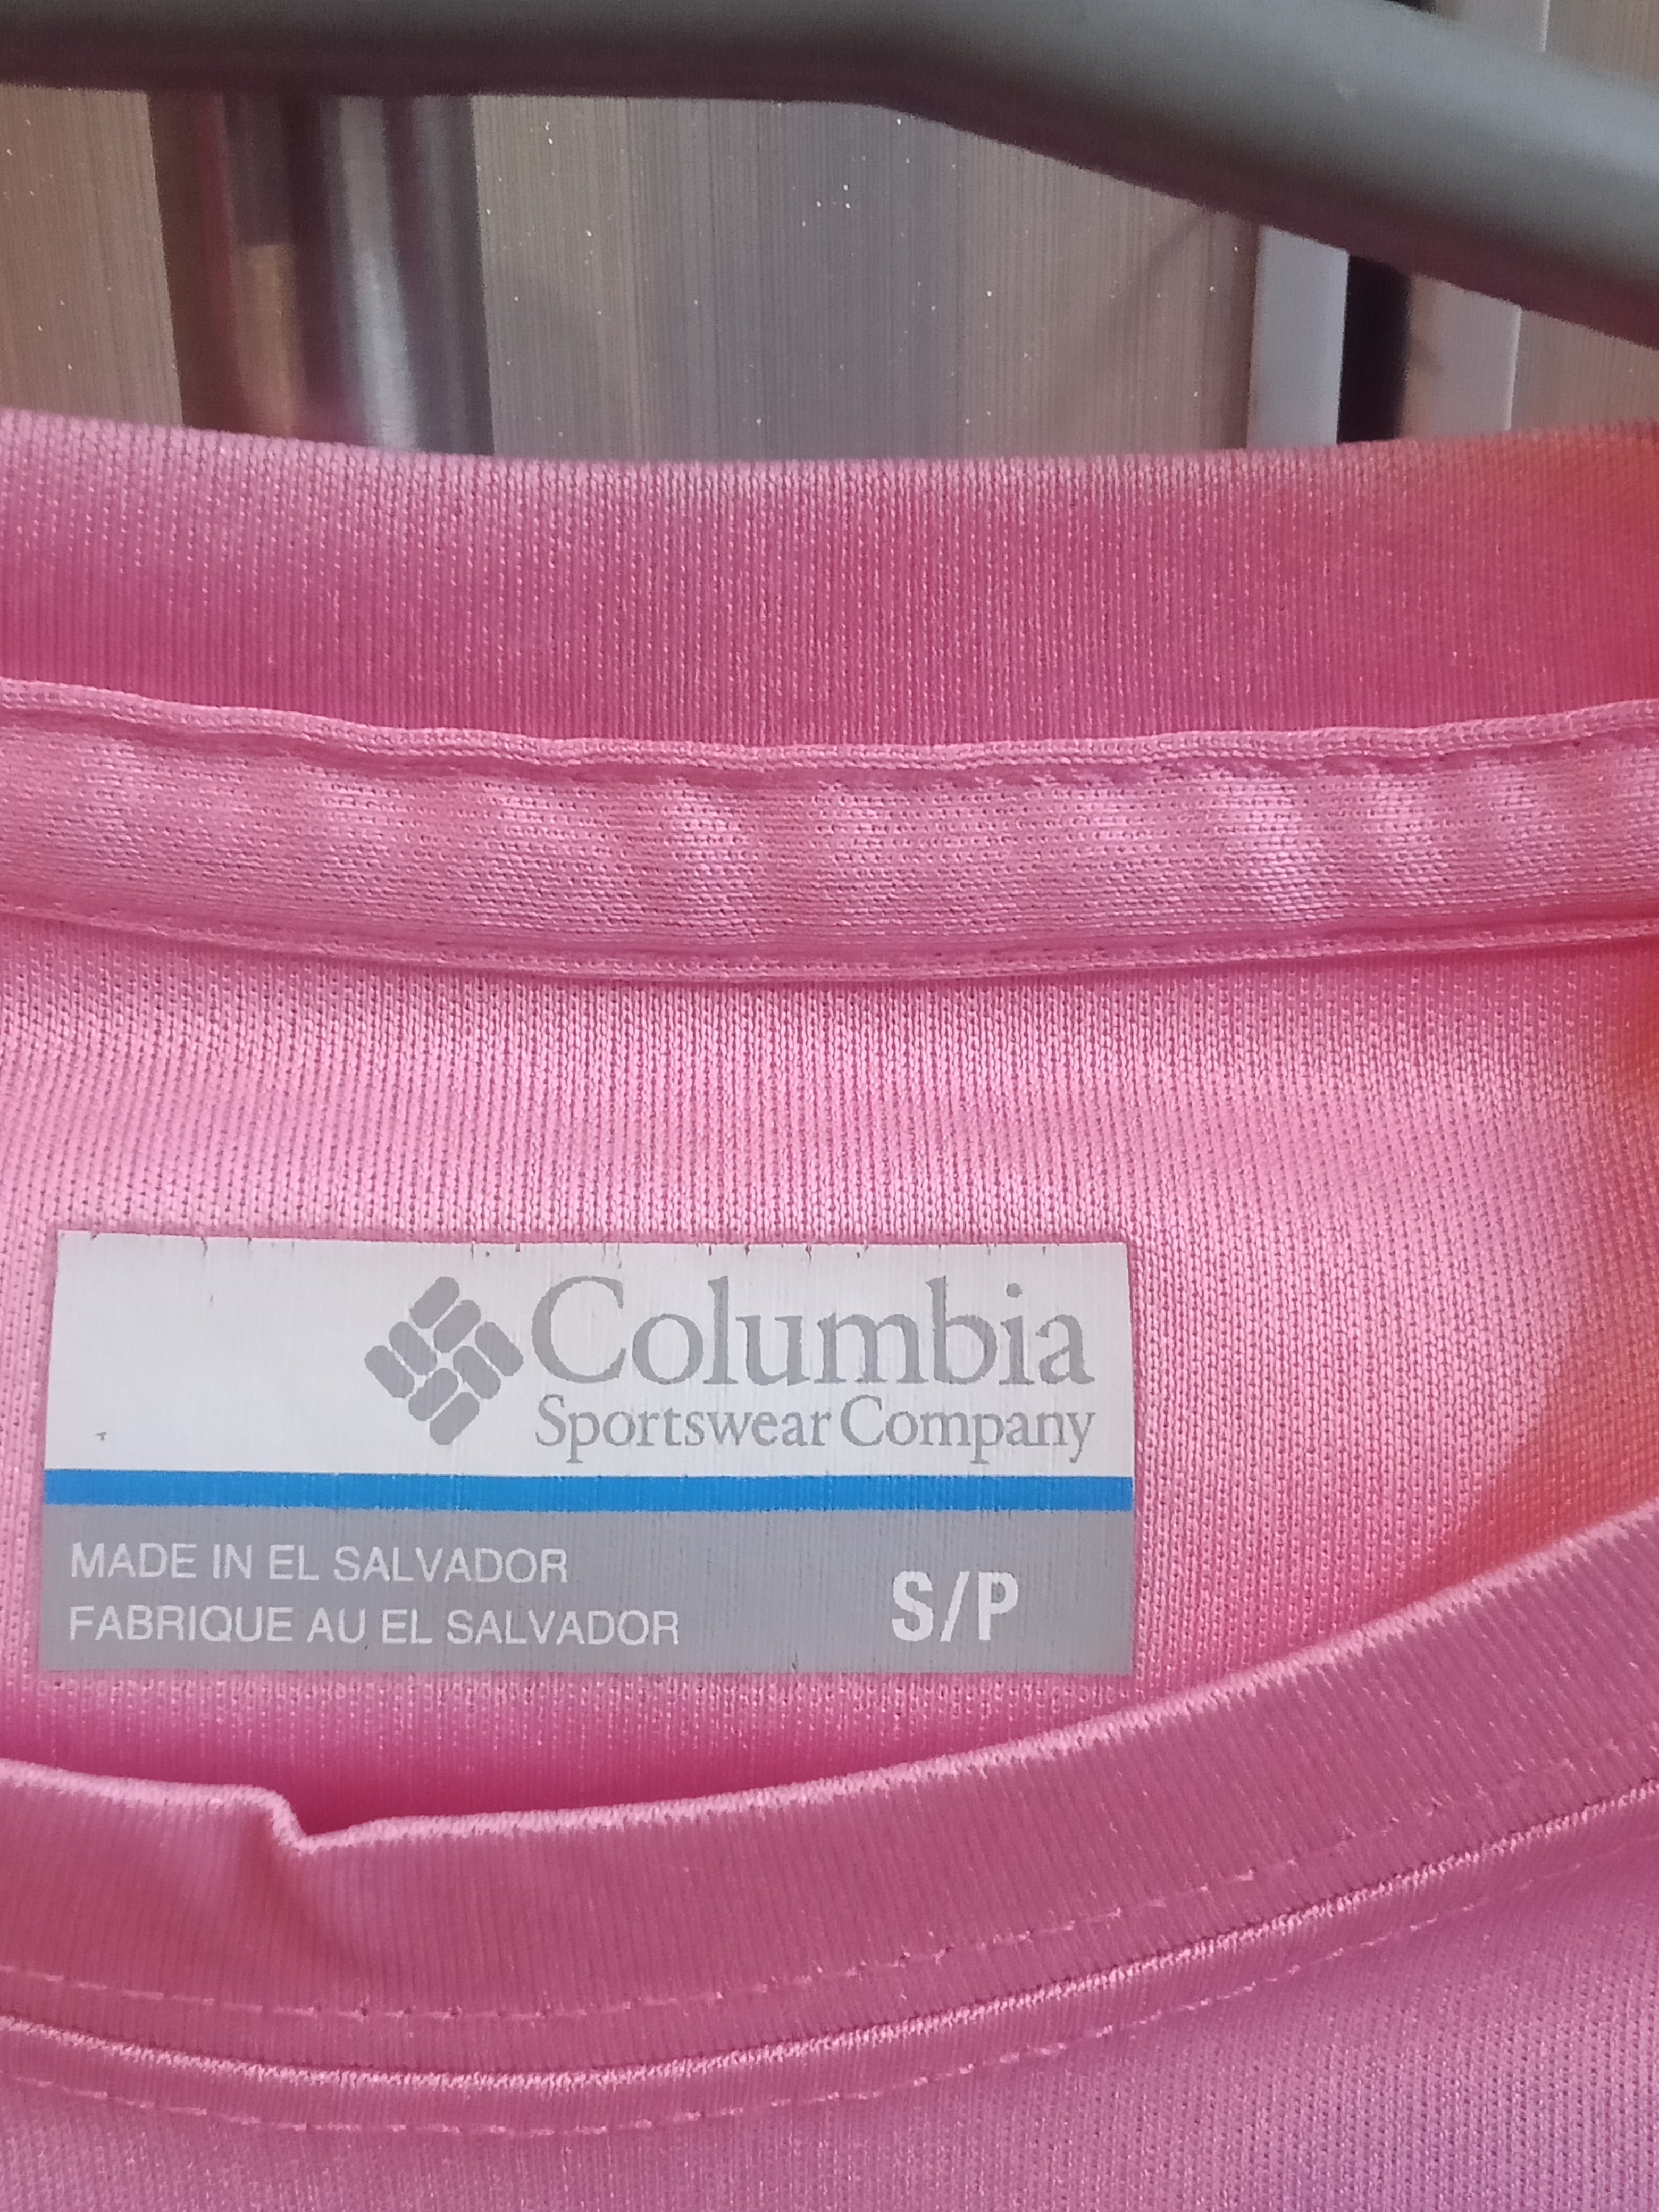 Columbia
Sportswear Company
MADE IN EL SALVADOR
FABRIQUE AU EL SALVADOR
S/P